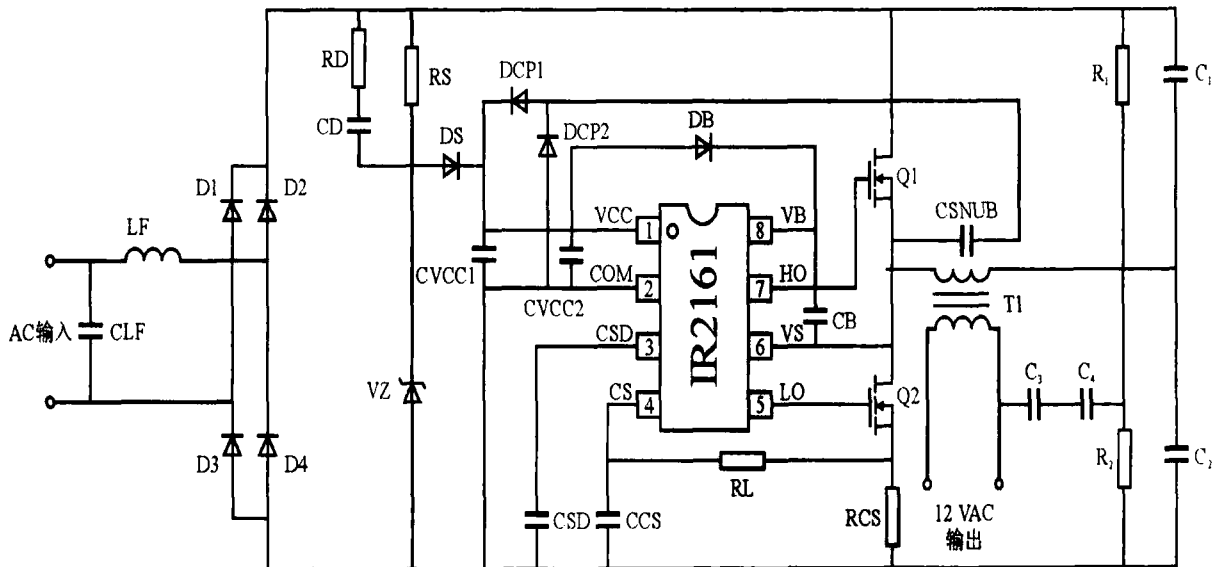 RD
RS
DCP1
R₁
C₁
CD
DS
DCP2
DB
D1
D2
Q1
LF
VCC
1
8
VB
CSNUB
CVCC1
COM
2
7
HO
CVCC2
T1
AC输入
CLF
CSD
3
IR2161
6
VS
CB
VZ
CS
4
5
LO
Q2
C₃
C₄
D3
D4
RL
R₂
C₂
CSD
CCS
RCS
12 VAC
输出